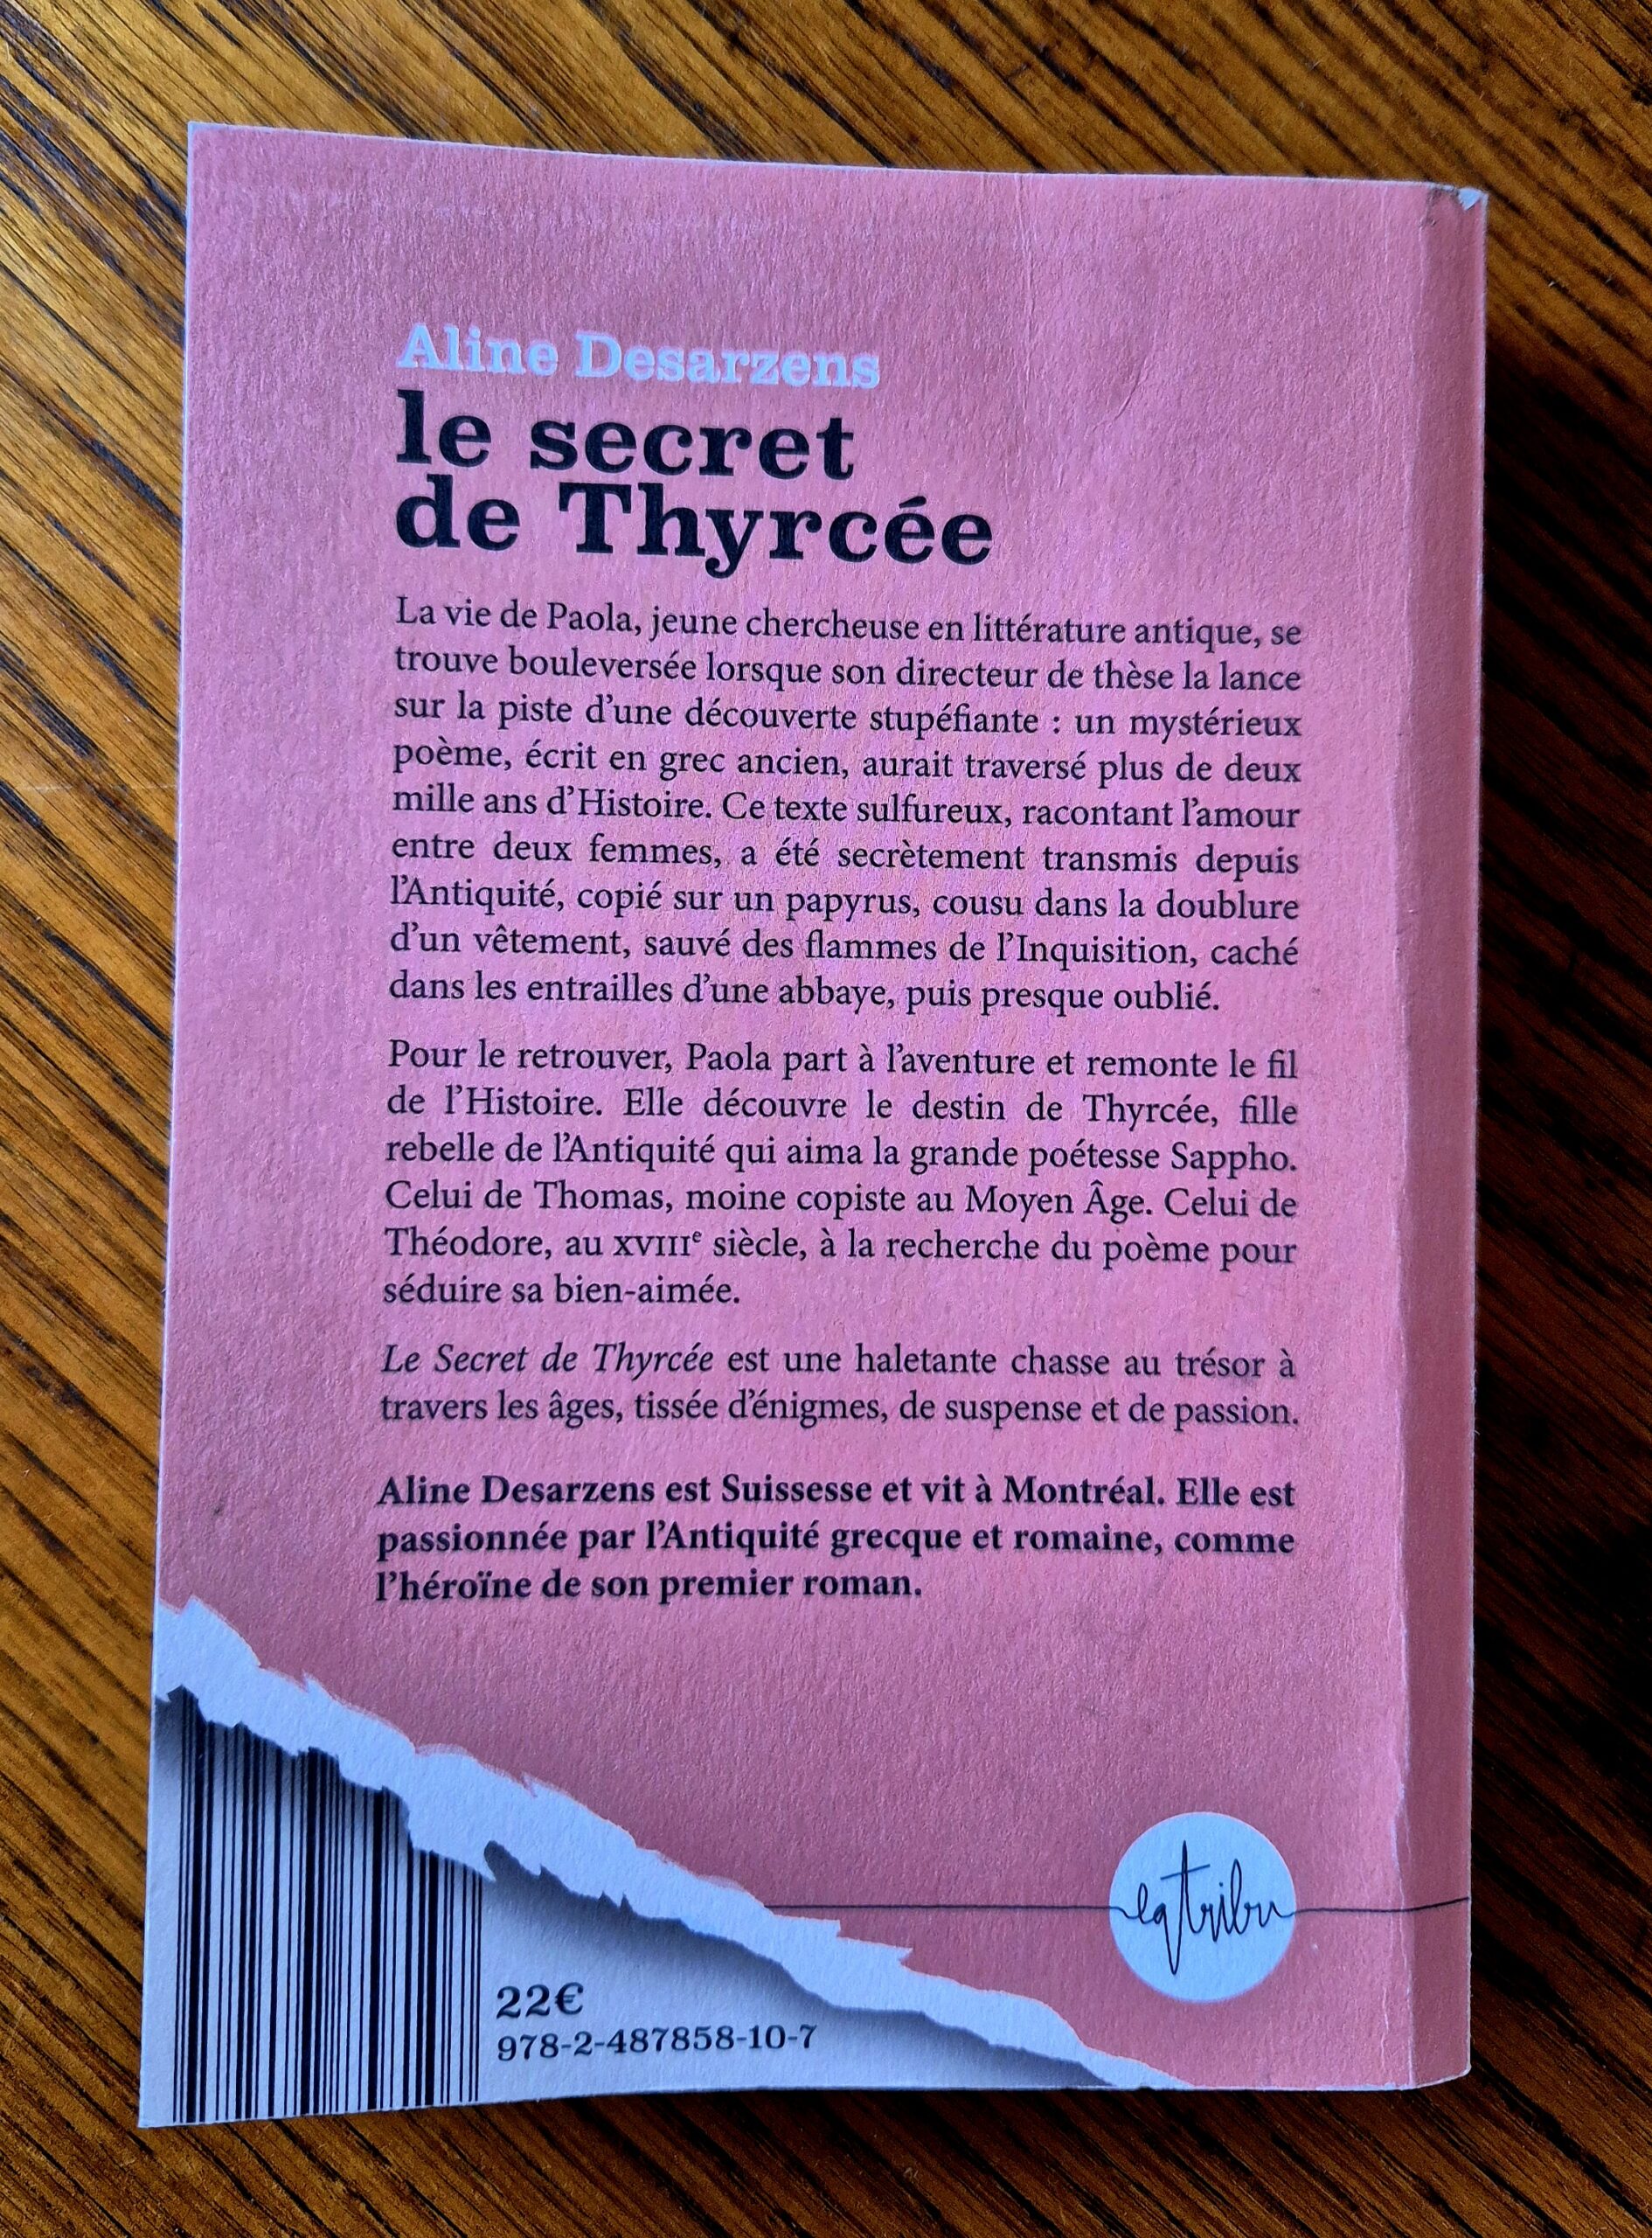 Aline Desarzens
le secret
de Thyrcée
La vie de Paola, jeune chercheuse en littérature antique, se
trouve bouleversée lorsque son directeur de thèse la lance
sur la piste d’une découverte stupéfiante : un mystérieux
poème, écrit en grec ancien, aurait traversé plus de deux
mille ans d’Histoire. Ce texte sulfureux, racontant l’amour
entre deux femmes, a été secrètement transmis depuis
l’Antiquité, copié sur un papyrus, cousu dans la doublure
d’un vêtement, sauvé des flammes de l’Inquisition, caché
dans les entrailles d’une abbaye, puis presque oublié.
Pour le retrouver, Paola part à l’aventure et remonte le fil
de l’Histoire. Elle découvre le destin de Thyrcée, fille
rebelle de l’Antiquité qui aima la grande poétesse Sappho.
Celui de Thomas, moine copiste au Moyen Âge. Celui de
Théodore, au XVIIIᵉ siècle, à la recherche du poème pour
séduire sa bien-aimée.
Le Secret de Thyrcée est une haletante chasse au trésor à
travers les âges, tissée d’énigmes, de suspense et de passion.
Aline Desarzens est Suissesse et vit à Montréal. Elle est
passionnée par l’Antiquité grecque et romaine, comme
l’héroïne de son premier roman.
eqtribu
22€
978-2-487858-10-7